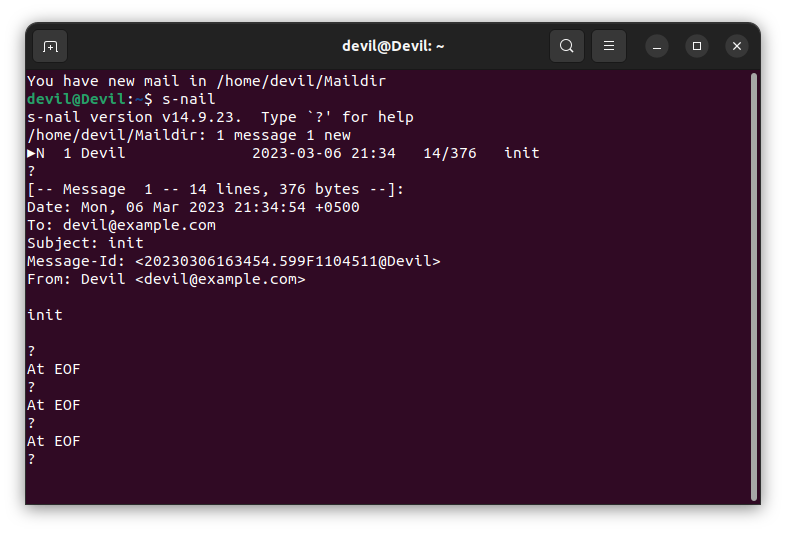 devil@Devil: ~
You have new mail in /home/devil/Maildir
devil@Devil:~$ s-nail
s-nail version v14.9.23.  Type `?' for help
/home/devil/Maildir: 1 message 1 new
▶N  1 Devil              2023-03-06 21:34   14/376   init
?
[-- Message  1 -- 14 lines, 376 bytes --]:
Date: Mon, 06 Mar 2023 21:34:54 +0500
To: devil@example.com
Subject: init
Message-Id: <20230306163454.599F1104511@Devil>
From: Devil <devil@example.com>

init

?
At EOF
?
At EOF
?
At EOF
?